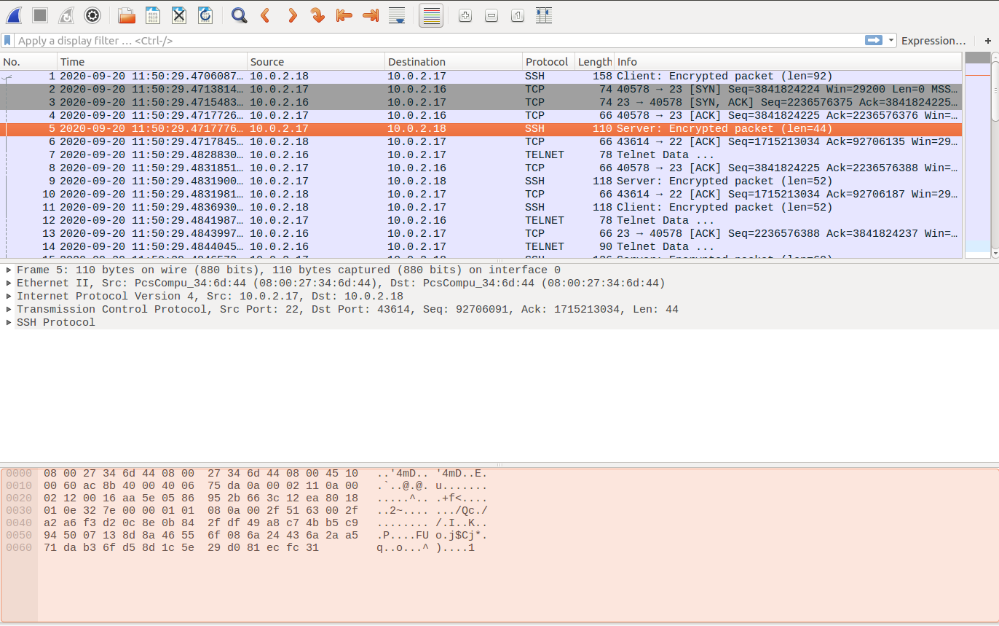 Apply a display filter … <Ctrl-/> Expression… +
No. Time Source Destination Protocol Length Info
1 2020-09-20 11:50:29.4706087… 10.0.2.18 10.0.2.17 SSH 158 Client: Encrypted packet (len=92)
2 2020-09-20 11:50:29.4713814… 10.0.2.17 10.0.2.16 TCP 74 40578 → 23 [SYN] Seq=3841824224 Win=29200 Len=0 MSS…
3 2020-09-20 11:50:29.4715483… 10.0.2.16 10.0.2.17 TCP 74 23 → 40578 [SYN, ACK] Seq=2236576375 Ack=3841824225…
4 2020-09-20 11:50:29.4717726… 10.0.2.17 10.0.2.16 TCP 66 40578 → 23 [ACK] Seq=3841824225 Ack=2236576376 Win=…
5 2020-09-20 11:50:29.4717776… 10.0.2.17 10.0.2.18 SSH 110 Server: Encrypted packet (len=44)
6 2020-09-20 11:50:29.4717845… 10.0.2.18 10.0.2.17 TCP 66 43614 → 22 [ACK] Seq=1715213034 Ack=92706135 Win=29…
7 2020-09-20 11:50:29.4828830… 10.0.2.16 10.0.2.17 TELNET 78 Telnet Data ...
8 2020-09-20 11:50:29.4831851… 10.0.2.17 10.0.2.16 TCP 66 40578 → 23 [ACK] Seq=3841824225 Ack=2236576388 Win=…
9 2020-09-20 11:50:29.4831900… 10.0.2.17 10.0.2.18 SSH 118 Server: Encrypted packet (len=52)
10 2020-09-20 11:50:29.4831981… 10.0.2.18 10.0.2.17 TCP 66 43614 → 22 [ACK] Seq=1715213034 Ack=92706187 Win=29…
11 2020-09-20 11:50:29.4836930… 10.0.2.18 10.0.2.17 SSH 118 Client: Encrypted packet (len=52)
12 2020-09-20 11:50:29.4841987… 10.0.2.17 10.0.2.16 TELNET 78 Telnet Data ...
13 2020-09-20 11:50:29.4843997… 10.0.2.16 10.0.2.17 TCP 66 23 → 40578 [ACK] Seq=2236576388 Ack=3841824237 Win=…
14 2020-09-20 11:50:29.4844045… 10.0.2.16 10.0.2.17 TELNET 90 Telnet Data ...
Frame 5: 110 bytes on wire (880 bits), 110 bytes captured (880 bits) on interface 0
Ethernet II, Src: PcsCompu_34:6d:44 (08:00:27:34:6d:44), Dst: PcsCompu_34:6d:44 (08:00:27:34:6d:44)
Internet Protocol Version 4, Src: 10.0.2.17, Dst: 10.0.2.18
Transmission Control Protocol, Src Port: 22, Dst Port: 43614, Seq: 92706091, Ack: 1715213034, Len: 44
SSH Protocol
0000 08 00 27 34 6d 44 08 00 27 34 6d 44 08 00 45 10 ..'4mD.. '4mD..E.
0010 00 60 ac 8b 40 00 40 06 75 da 0a 00 02 11 0a 00 .`..@.@. u.......
0020 02 12 00 16 aa 5e 05 86 95 2b 66 3c 12 ea 80 18 .....^.. .+f<....
0030 01 0e 32 7e 00 00 01 01 08 0a 00 2f 51 63 00 2f ..2~.... .../Qc./
0040 a2 a6 f3 d2 0c 8e 0b 84 2f df 49 a8 c7 4b b5 c9 ........ /.I..K..
0050 94 50 07 13 8d 8a 46 55 6f 08 6a 24 43 6a 2a a5 .P....FU o.j$Cj*.
0060 71 da b3 6f d5 8d 1c 5e 29 d0 81 ec fc 31 q..o...^ )....1